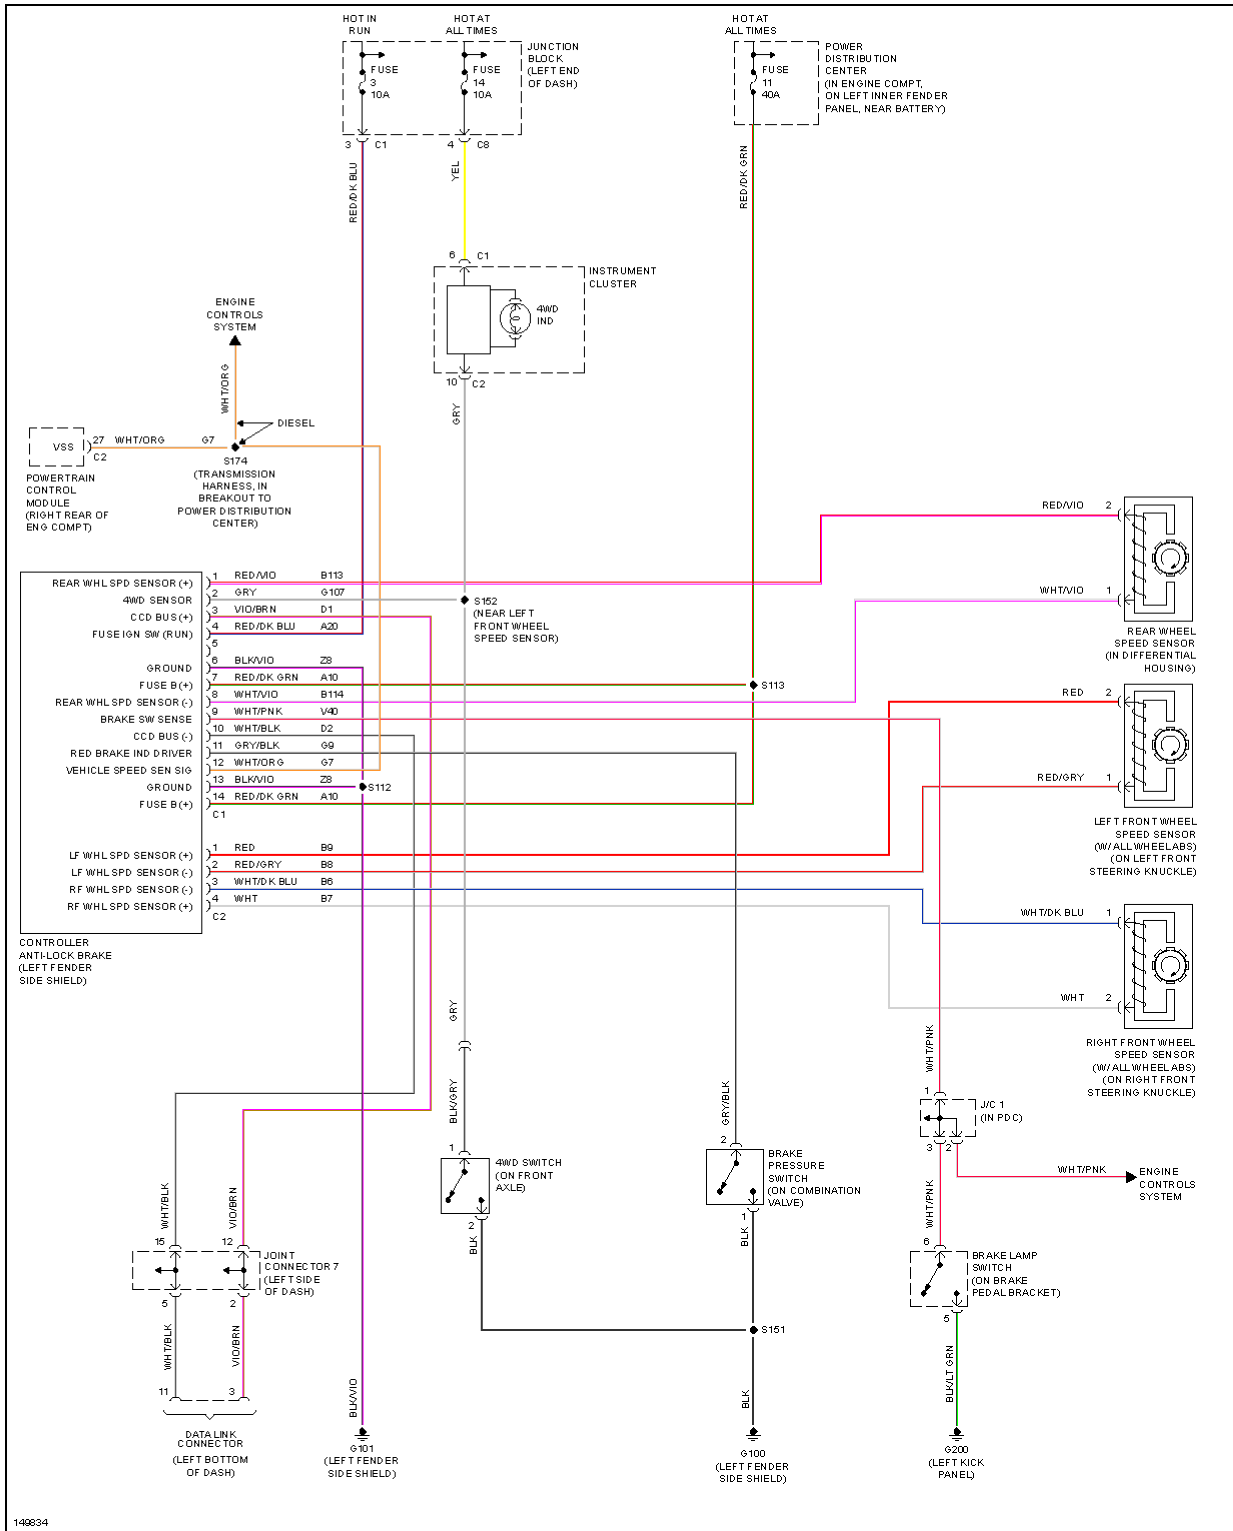 HOT IN
RUN
HOT AT
ALL TIMES
HOT AT
ALL TIMES
FUSE
3
10A
FUSE
14
10A
JUNCTION
BLOCK
(LEFT END
OF DASH)
FUSE
11
40A
POWER
DISTRIBUTION
CENTER
(IN ENGINE COMPT,
ON LEFT INNER FENDER
PANEL, NEAR BATTERY)
3 C1
4 C8
RED/DK BLU
YEL
RED/DK GRN
6 C1
INSTRUMENT
CLUSTER
4WD
IND
10 C2
GRY
ENGINE
CONTROLS
SYSTEM
WHT/ORG
DIESEL
VSS
27 WHT/ORG G7
C2
S174
(TRANSMISSION
HARNESS, IN
BREAKOUT TO
POWER DISTRIBUTION
CENTER)
POWERTRAIN
CONTROL
MODULE
(RIGHT REAR OF
ENG COMPT)
REAR WHL SPD SENSOR (+) 1 RED/VIO B113
4WD SENSOR 2 GRY G107
CCD BUS (+) 3 VIO/BRN D1
FUSE IGN SW (RUN) 4 RED/DK BLU A20
5
GROUND 6 BLK/VIO Z8
FUSE B (+) 7 RED/DK GRN A10
REAR WHL SPD SENSOR (-) 8 WHT/VIO B114
BRAKE SW SENSE 9 WHT/PNK V40
CCD BUS (-) 10 WHT/BLK D2
RED BRAKE IND DRIVER 11 GRY/BLK G9
VEHICLE SPEED SEN SIG 12 WHT/ORG G7
GROUND 13 BLK/VIO Z8
FUSE B (+) 14 RED/DK GRN A10
C1
LF WHL SPD SENSOR (+) 1 RED B9
LF WHL SPD SENSOR (-) 2 RED/GRY B8
RF WHL SPD SENSOR (-) 3 WHT/DK BLU B6
RF WHL SPD SENSOR (+) 4 WHT B7
C2
CONTROLLER
ANTI-LOCK BRAKE
(LEFT FENDER
SIDE SHIELD)
S152
(NEAR LEFT
FRONT WHEEL
SPEED SENSOR)
S113
S112
RED/VIO 2
WHT/VIO 1
REAR WHEEL
SPEED SENSOR
(IN DIFFERENTIAL
HOUSING)
RED 2
RED/GRY 1
LEFT FRONT WHEEL
SPEED SENSOR
(W/ ALL WHEEL ABS)
(ON LEFT FRONT
STEERING KNUCKLE)
WHT/DK BLU 1
WHT 2
RIGHT FRONT WHEEL
SPEED SENSOR
(W/ ALL WHEEL ABS)
(ON RIGHT FRONT
STEERING KNUCKLE)
GRY
BLK/GRY
GRY/BLK
WHT/PNK
1
J/C 1
(IN PDC)
3 2
WHT/PNK
ENGINE
CONTROLS
SYSTEM
1
4WD SWITCH
(ON FRONT
AXLE)
2
BLK
2
BRAKE
PRESSURE
SWITCH
(ON COMBINATION
VALVE)
1
BLK
WHT/PNK
6
BRAKE LAMP
SWITCH
(ON BRAKE
PEDAL BRACKET)
5
WHT/BLK
VIO/BRN
15 12
JOINT
CONNECTOR 7
(LEFT SIDE
OF DASH)
5 2
WHT/BLK
VIO/BRN
11 3
DATA LINK
CONNECTOR
(LEFT BOTTOM
OF DASH)
BLK/VIO
G101
(LEFT FENDER
SIDE SHIELD)
S151
BLK
G100
(LEFT FENDER
SIDE SHIELD)
BLK/LT GRN
G200
(LEFT KICK
PANEL)
149834